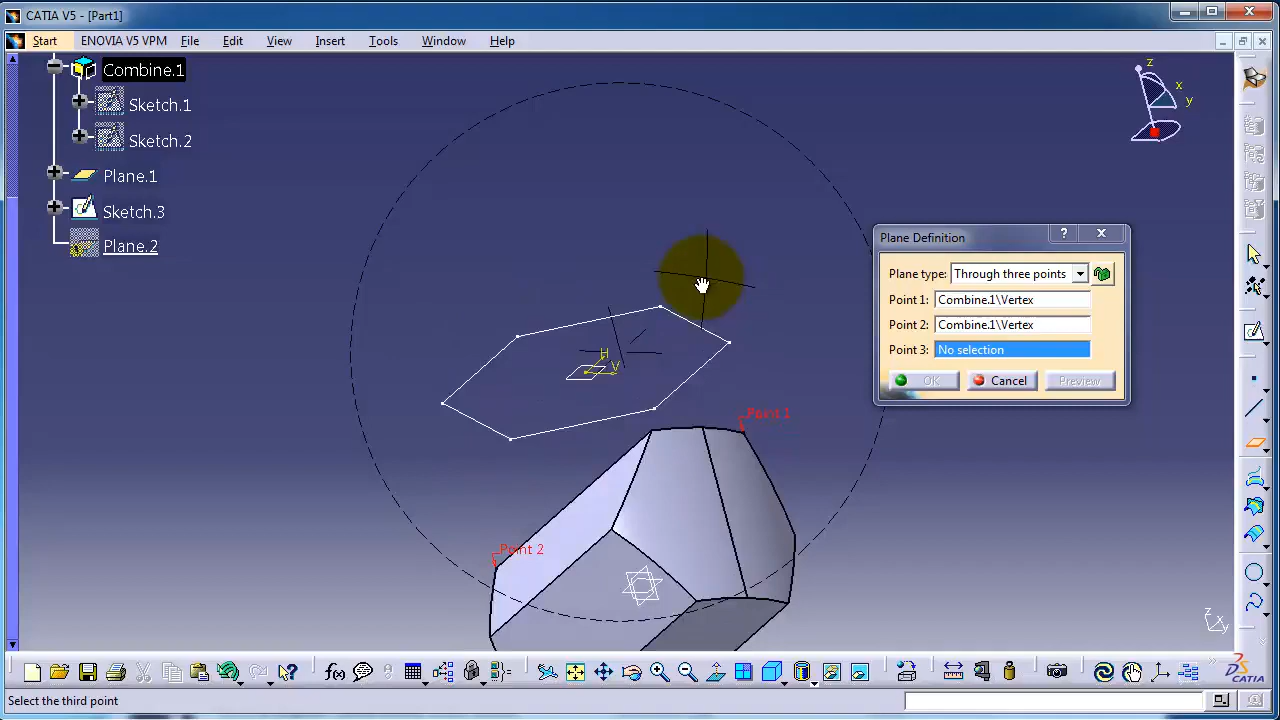 CATIA V5 - [Part1]
Start ENOVIA V5 VPM File Edit View Insert Tools Window Help
Combine.1
Sketch.1
Sketch.2
Plane.1
Sketch.3
Plane.2
z
x
y
Plane Definition ?
Plane type: Through three points
Point 1: Combine.1\Vertex
Point 2: Combine.1\Vertex
Point 3: No selection
OK Cancel Preview
H
V
Point 1
Point 2
z
x
y
f(x)
CATIA
Select the third point